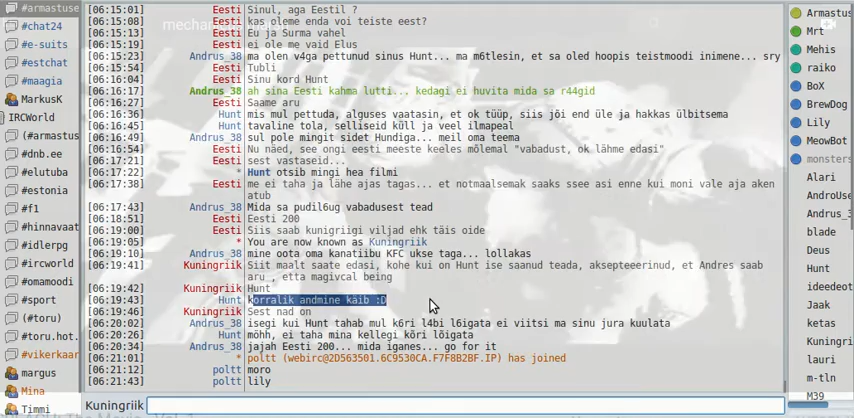 #armastuse
#chat24
#e-suits
#estchat
#maagia
MarkusK
IRCWorld
(#armastus
#dnb.ee
#elutuba
#estonia
#f1
#hinnavaat
#idlerpg
#ircworld
#omamoodi
#sport
(#toru)
(#toru.hot.
#vikerkaar
margus
Mina
Timmi
[06:15:01] Eesti Sinul, aga Eestil ?
[06:15:08] Eesti kas oleme enda voi teiste eest?
[06:15:13] Eesti Eu ja Surma vahel
[06:15:19] Eesti ei ole me vaid Elus
[06:15:23] Andrus_38 ma olen v4ga pettunud sinus Hunt... ma m6tlesin, et sa oled hoopis teistmoodi inimene... sry
[06:15:54] Eesti Tubli
[06:16:04] Eesti Sinu kord Hunt
[06:16:17] Andrus_38 ah sina Eesti kahma lutti... kedagi ei huvita mida sa r44gid
[06:16:27] Eesti Saame aru
[06:16:36] Hunt mis mul pettuda, alguses vaatasin, et ok tüüp, siis jõi end üle ja hakkas ülbitsema
[06:16:45] Hunt tavaline tola, selliseid küll ja veel ilmapeal
[06:16:49] Andrus_38 sul pole mingit sidet Hundiga... meil oma teema
[06:16:54] Eesti Nu näed, see ongi eesti meeste keeles mõlemal "vabadust, ok lähme edasi"
[06:17:21] Eesti sest vastaseid...
[06:17:22] * Hunt otsib mingi hea filmi
[06:17:38] Eesti me ei taha ja lähe ajas tagas... et notmaalsemak saaks ssee asi enne kui moni vale aja aken
atub
[06:17:43] Andrus_38 Mida sa pudil6ug vabadusest tead
[06:18:51] Eesti Eesti 200
[06:19:00] Eesti Siis saab kunigriigi viljad ehk täis oide
[06:19:05] * You are now known as Kuningriik
[06:19:10] Andrus_38 mine oota oma kanatiibu KFC ukse taga... lollakas
[06:19:41] Kuningriik Siit maalt saate edasi, kohe kui on Hunt ise saanud teada, aksepteeerinud, et Andres saab
aru , etta magivcal being
[06:19:42] Kuningriik Hunt
[06:19:43] Hunt korralik andmine käib :D
[06:19:46] Kuningriik Sest nad on
[06:20:02] Andrus_38 isegi kui Hunt tahab mul k6ri l4bi l6igata ei viitsi ma sinu jura kuulata
[06:20:26] Hunt möhh, ei taha mina kellegi kõri lõigata
[06:20:34] Andrus_38 jajah Eesti 200... mida iganes... go for it
[06:21:01] * poltt (webirc@2D563501.6C9530CA.F7F8B2BF.IP) has joined
[06:21:12] poltt moro
[06:21:43] poltt lily
Kuningriik
Armastus
Mrt
Mehis
raiko
BoX
BrewDog
Lily
MeowBot
monsters
Alari
AndroUse
Andrus_3
blade
Deus
Hunt
ideedeot
Jaak
ketas
Kuningri
lauri
m-tln
M39